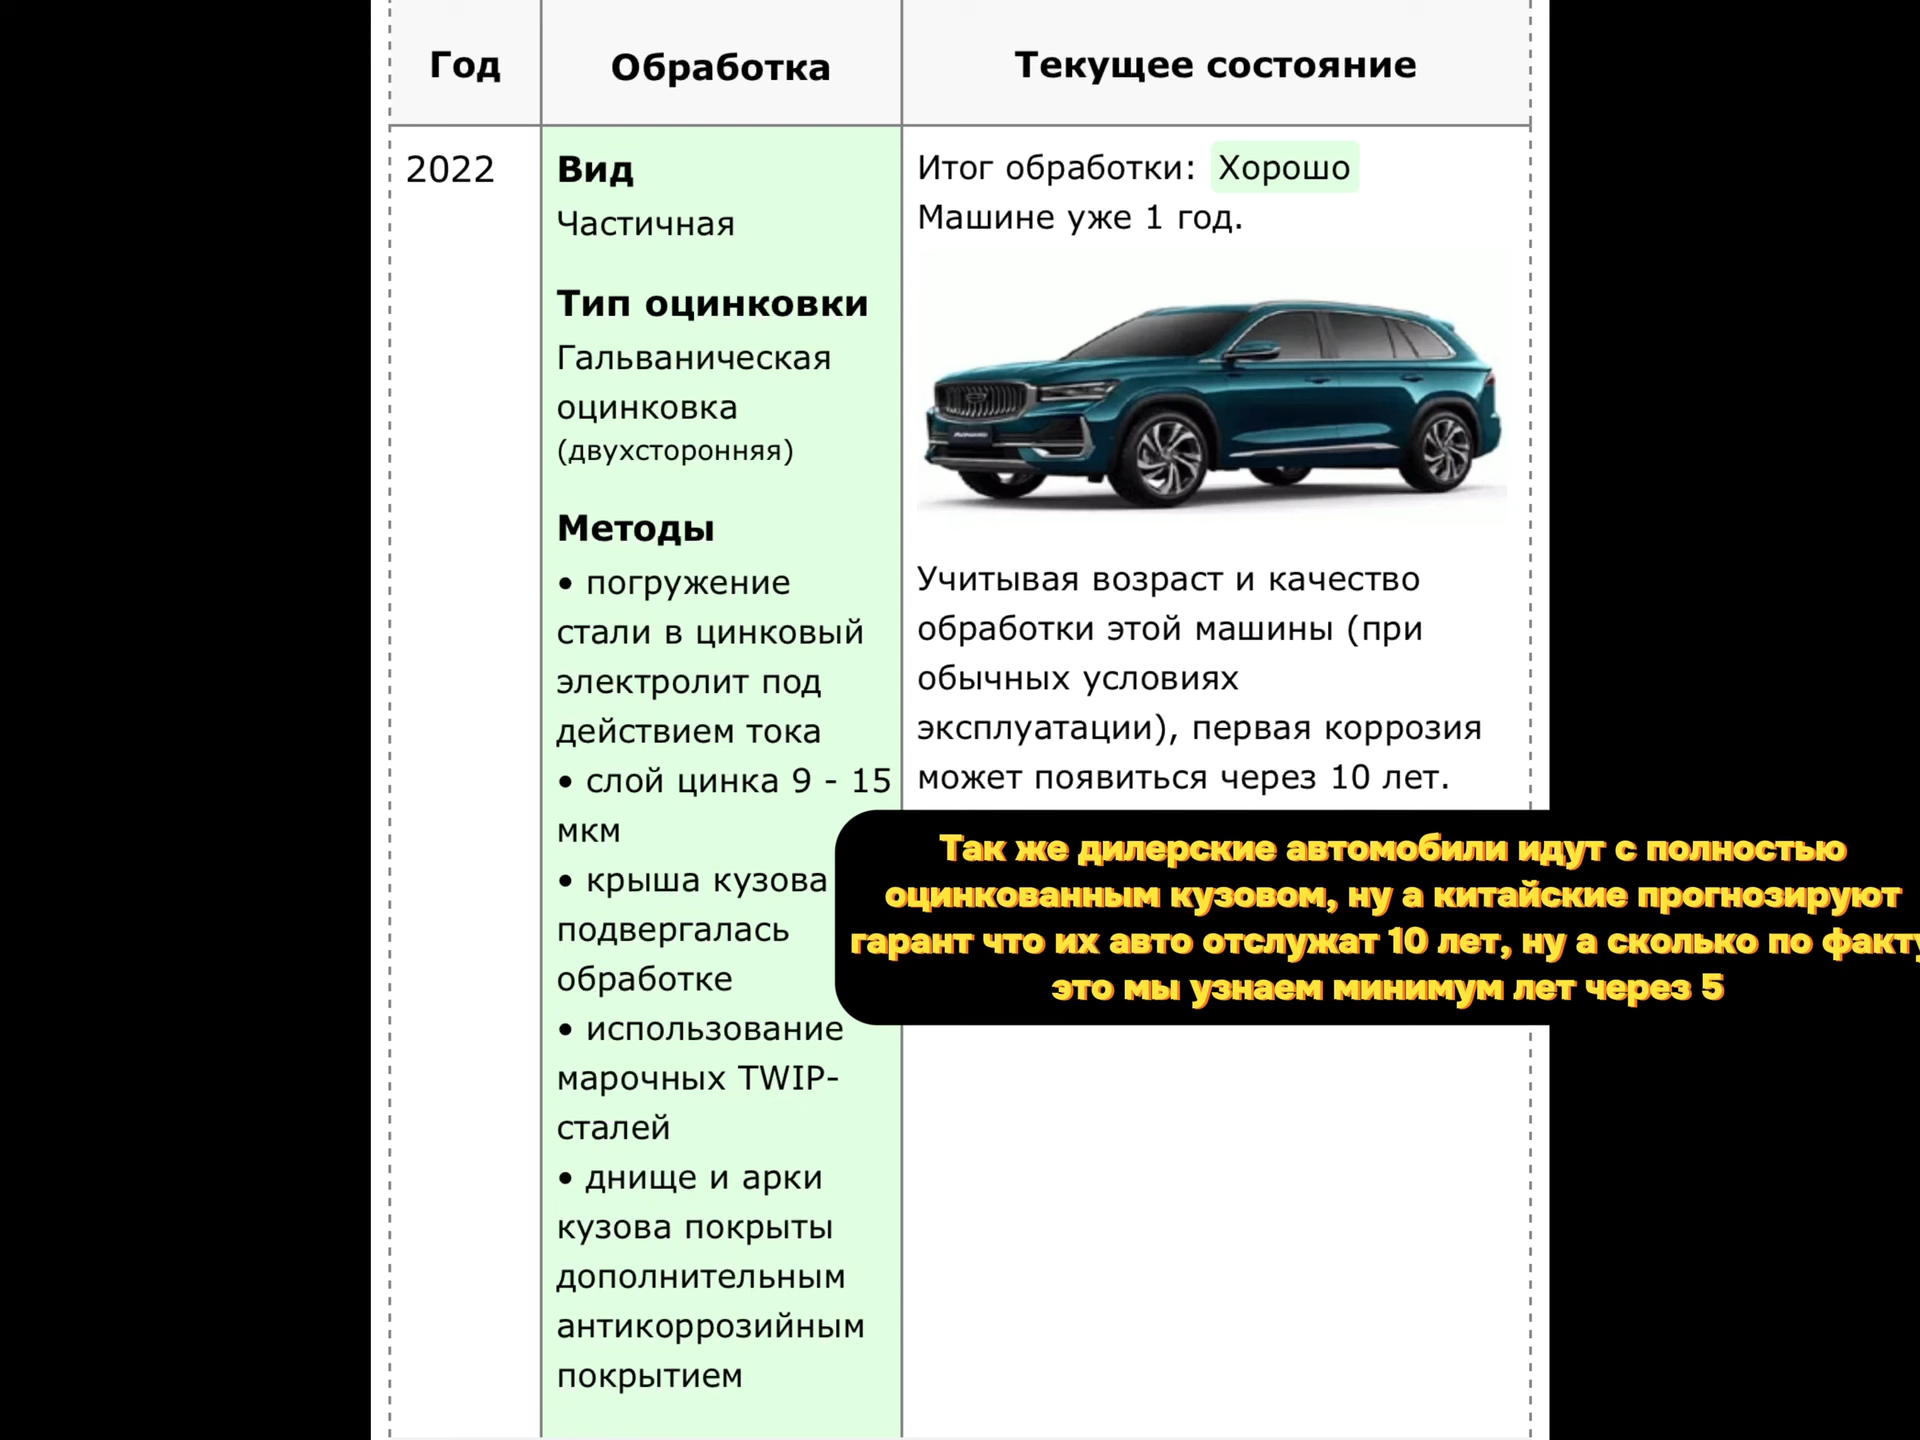 Год
Обработка
Текущее состояние
2022
Вид
Частичная
Тип оцинковки
Гальваническая
оцинковка
(двухсторонняя)
Методы
• погружение
стали в цинковый
электролит под
действием тока
• слой цинка 9 - 15
мкм
• крыша кузова
подвергалась
обработке
• использование
марочных TWIP-
сталей
• днище и арки
кузова покрыты
дополнительным
антикоррозийным
покрытием
Итог обработки: Хорошо
Машине уже 1 год.
Учитывая возраст и качество
обработки этой машины (при
обычных условиях
эксплуатации), первая коррозия
может появиться через 10 лет.
Так же дилерские автомобили идут с полностью
оцинкованным кузовом, ну а китайские прогнозируют
гарант что их авто отслужат 10 лет, ну а сколько по факту
это мы узнаем минимум лет через 5